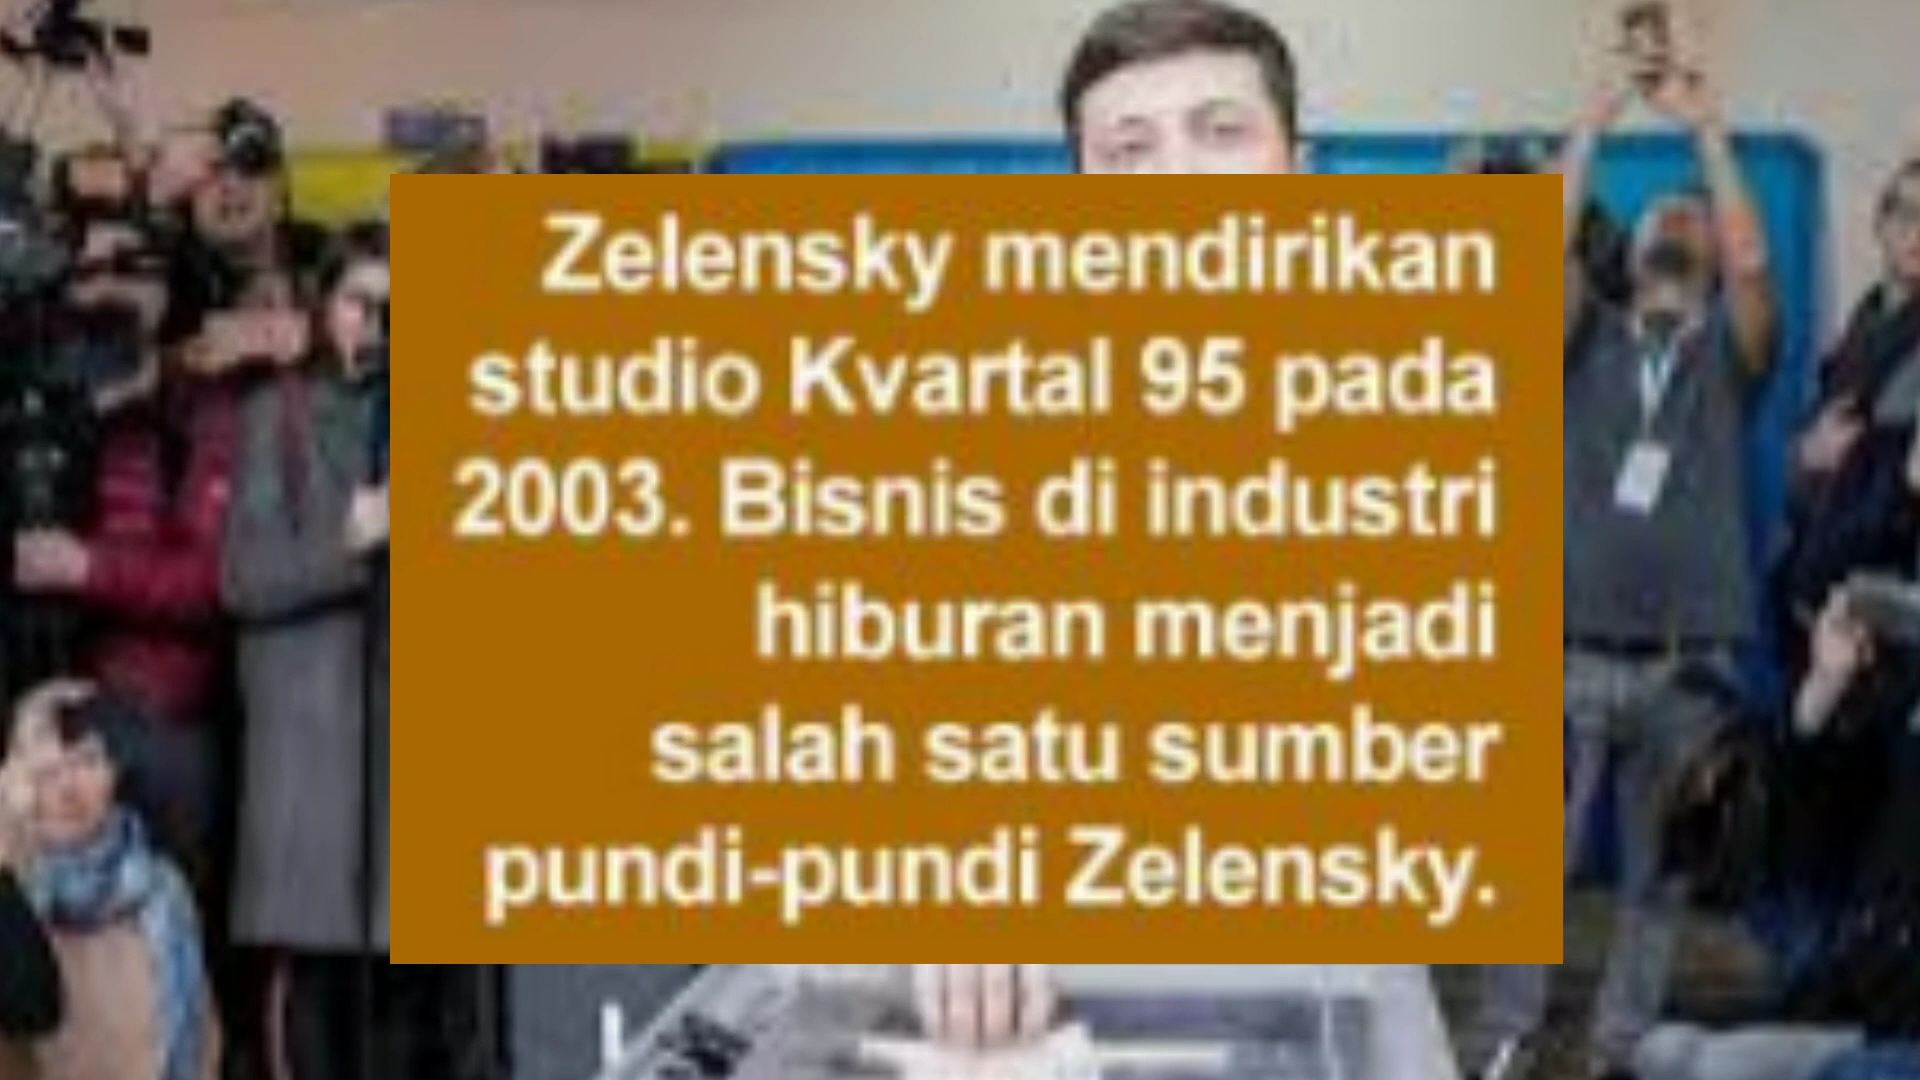 Zelensky mendirikan
studio Kvartal 95 pada
2003. Bisnis di industri
hiburan menjadi
salah satu sumber
pundi-pundi Zelensky.